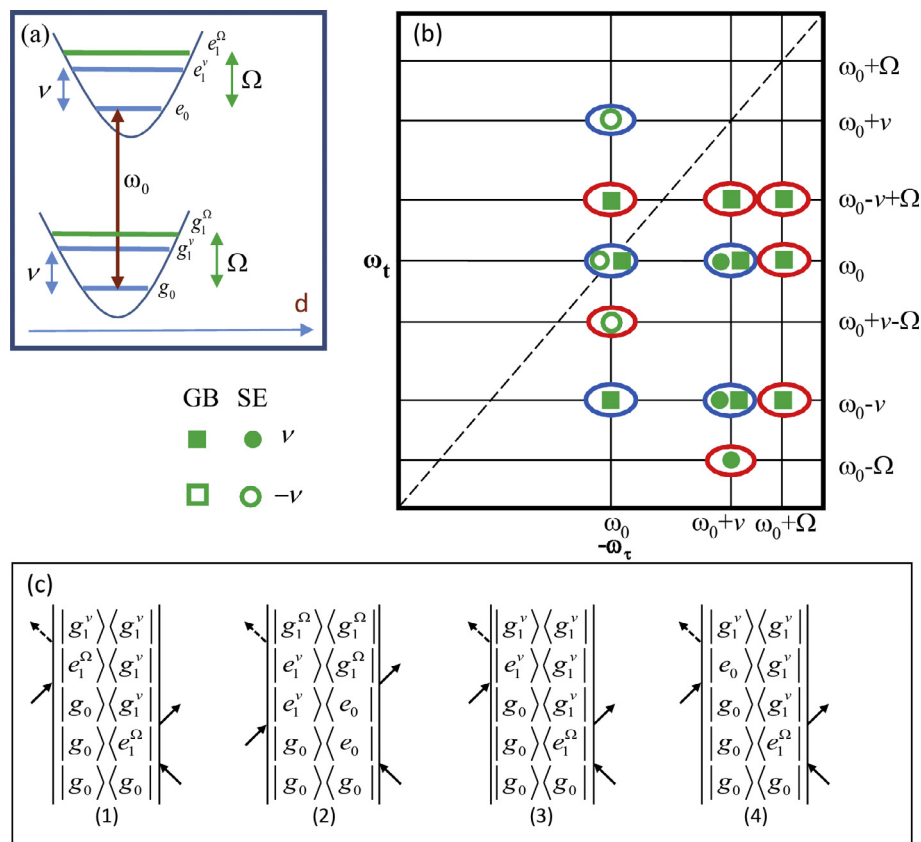 (a)
e₁^Ω
e₁^ν
ν
Ω
e₀
ω₀
g₁^Ω
g₁^ν
ν
Ω
g₀
d
GB SE
ν
−ν
(b)
ω₀+Ω
ω₀+ν
ω₀-ν+Ω
ω_t
ω₀
ω₀+ν-Ω
ω₀-ν
ω₀-Ω
ω₀ ω₀+ν ω₀+Ω
-ω_τ
(c)
|g₁^ν⟩⟨g₁^ν| |g₁^Ω⟩⟨g₁^Ω| |g₁^ν⟩⟨g₁^ν| |g₁^ν⟩⟨g₁^ν|
|e₁^Ω⟩⟨g₁^ν| |e₁^ν⟩⟨g₁^Ω| |e₁^ν⟩⟨g₁^ν| |e₀⟩⟨g₁^ν|
|g₀⟩⟨g₁^ν| |e₁^ν⟩⟨e₀| |g₀⟩⟨g₁^ν| |g₀⟩⟨g₁^ν|
|g₀⟩⟨e₁^Ω| |g₀⟩⟨e₀| |g₀⟩⟨e₁^Ω| |g₀⟩⟨e₁^Ω|
|g₀⟩⟨g₀| |g₀⟩⟨g₀| |g₀⟩⟨g₀| |g₀⟩⟨g₀|
(1) (2) (3) (4)